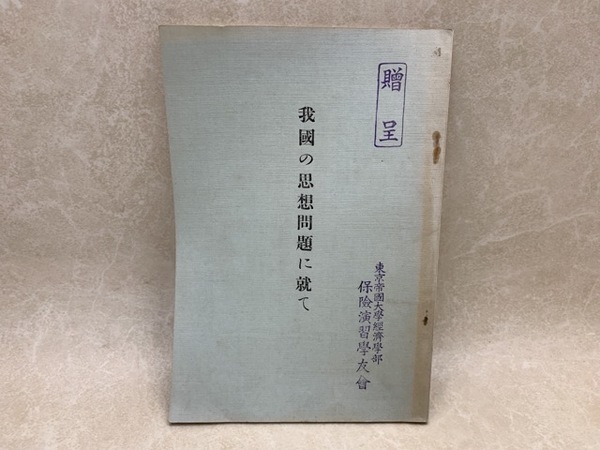 贈呈
我國の思想問題に就て
東京帝國大學經濟學部
保險演習學友會